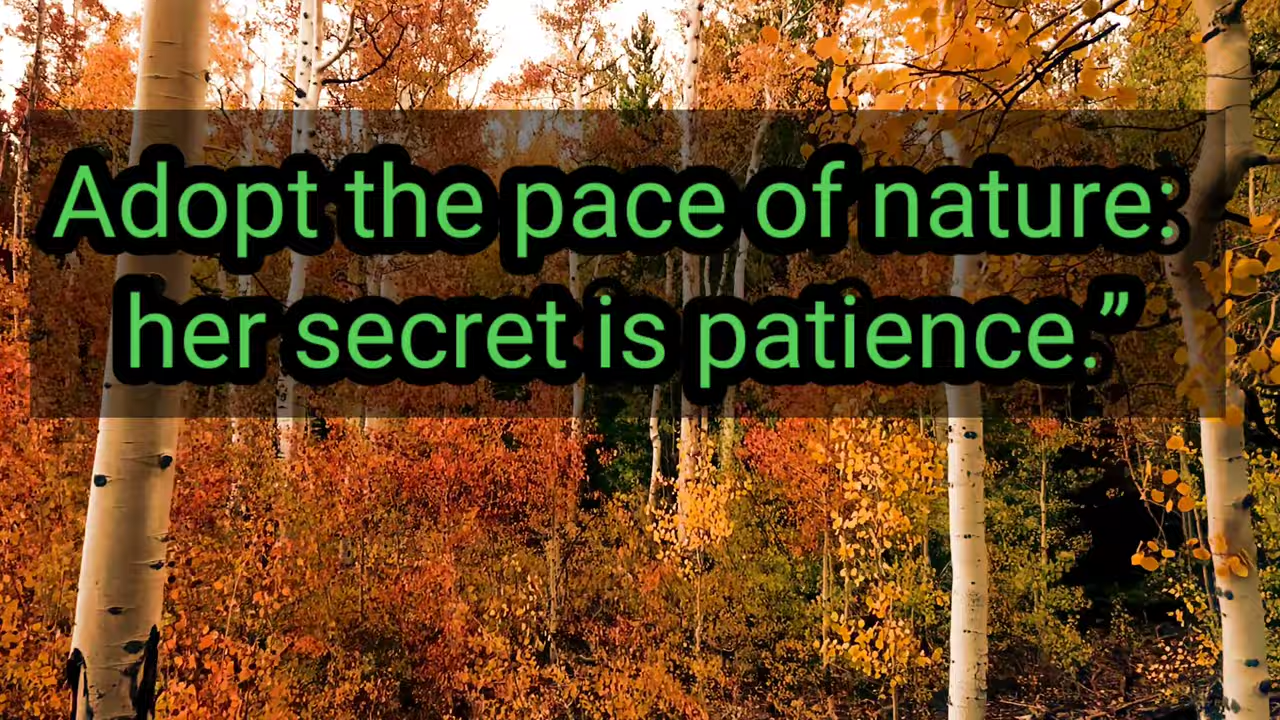 Adopt the pace of nature:
her secret is patience.”